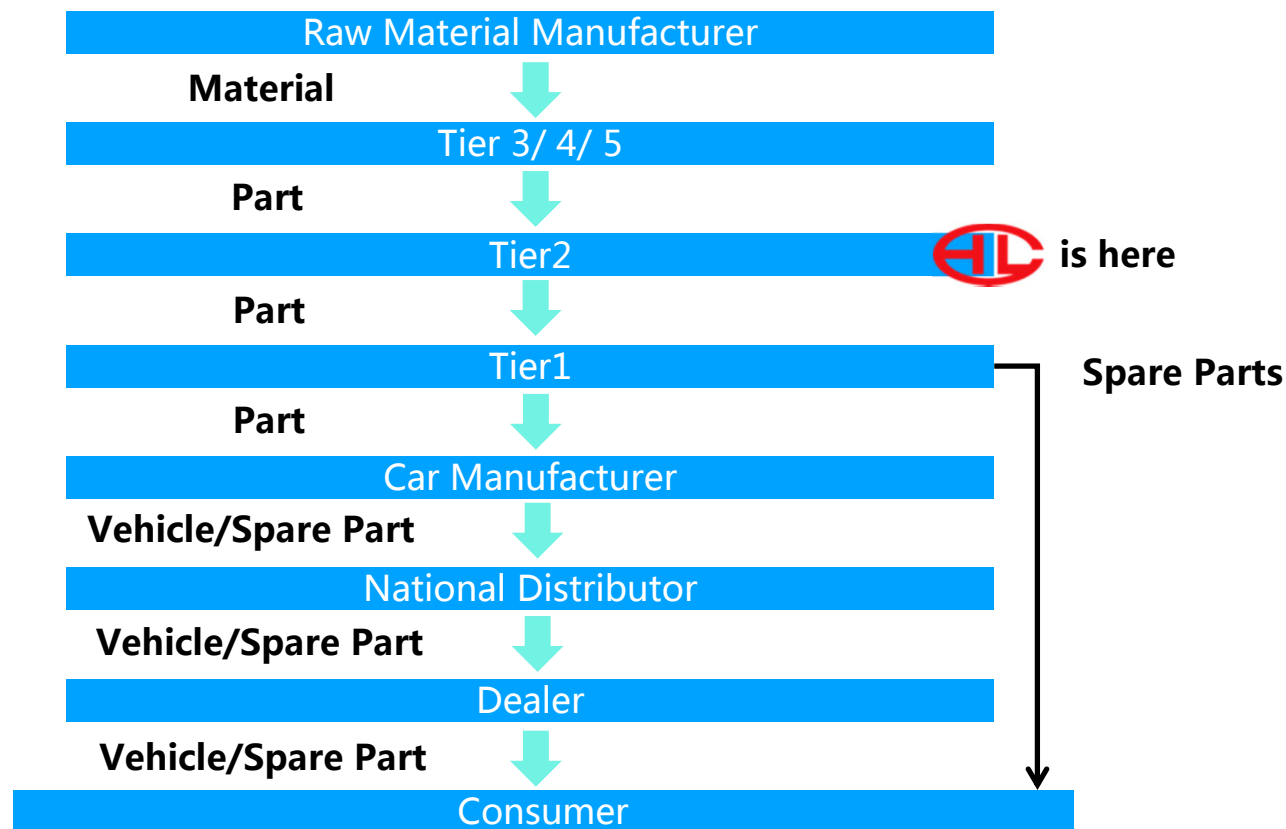 Raw Material Manufacturer
Material
Tier 3/ 4/ 5
Part
Tier2
is here
Part
Tier1
Spare Parts
Part
Car Manufacturer
Vehicle/Spare Part
National Distributor
Vehicle/Spare Part
Dealer
Vehicle/Spare Part
Consumer